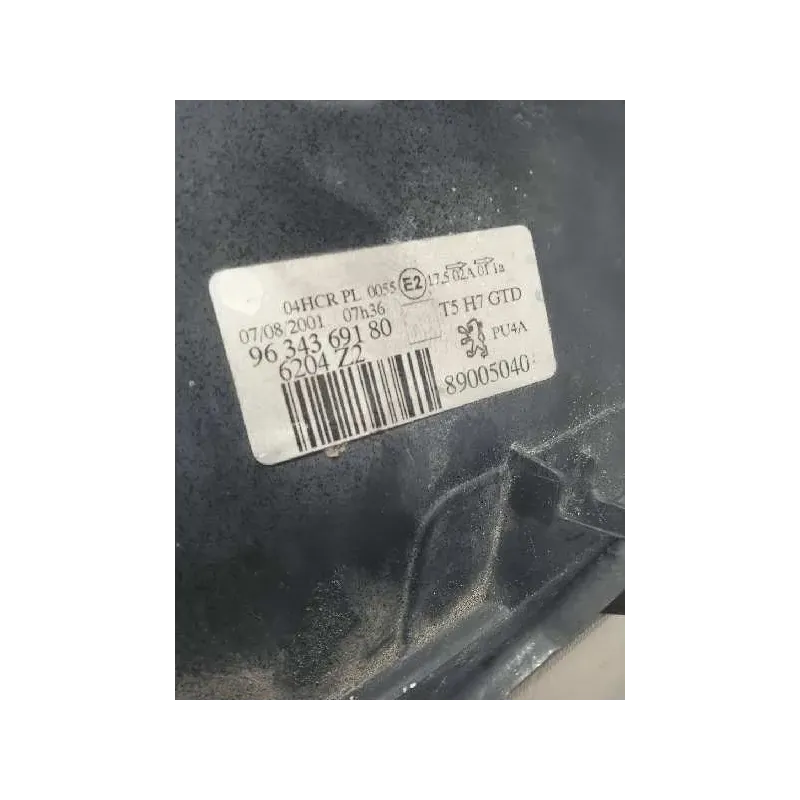 04HCR PL 0055 E2 17,5 02A 01 1a
07/08/2001 07h36 T5 H7 GTD
96 343 691 80 PU4A
6204 Z2
89005040